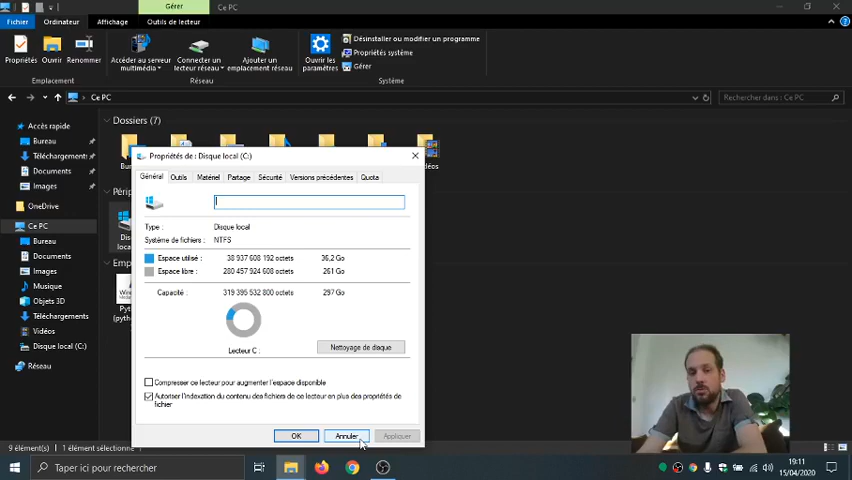 Gérer
Ce PC
Fichier
Ordinateur
Affichage
Outils de lecteur
Propriétés
Ouvrir
Renommer
Accéder au serveur multimédia
Connecter un lecteur réseau
Ajouter un emplacement réseau
Ouvrir les paramètres
Désinstaller ou modifier un programme
Propriétés système
Gérer
Emplacement
Réseau
Système
Ce PC
Rechercher dans : Ce PC
Accès rapide
Bureau
Téléchargements
Documents
Images
OneDrive
Ce PC
Bureau
Documents
Images
Musique
Objets 3D
Téléchargements
Vidéos
Disque local (C:)
Réseau
Dossiers (7)
Propriétés de : Disque local (C:)
Général
Outils
Matériel
Partage
Sécurité
Versions précédentes
Quota
Type :
Disque local
Système de fichiers :
NTFS
Espace utilisé :
38 937 608 192 octets
36,2 Go
Espace libre :
280 457 924 608 octets
261 Go
Capacité :
319 395 532 800 octets
297 Go
Lecteur C :
Nettoyage de disque
Compresser ce lecteur pour augmenter l'espace disponible
Autoriser l'indexation du contenu des fichiers de ce lecteur en plus des propriétés de
fichier
OK
Annuler
Appliquer
9 élément(s)
1 élément sélectionné
Taper ici pour rechercher
19:11
15/04/2020